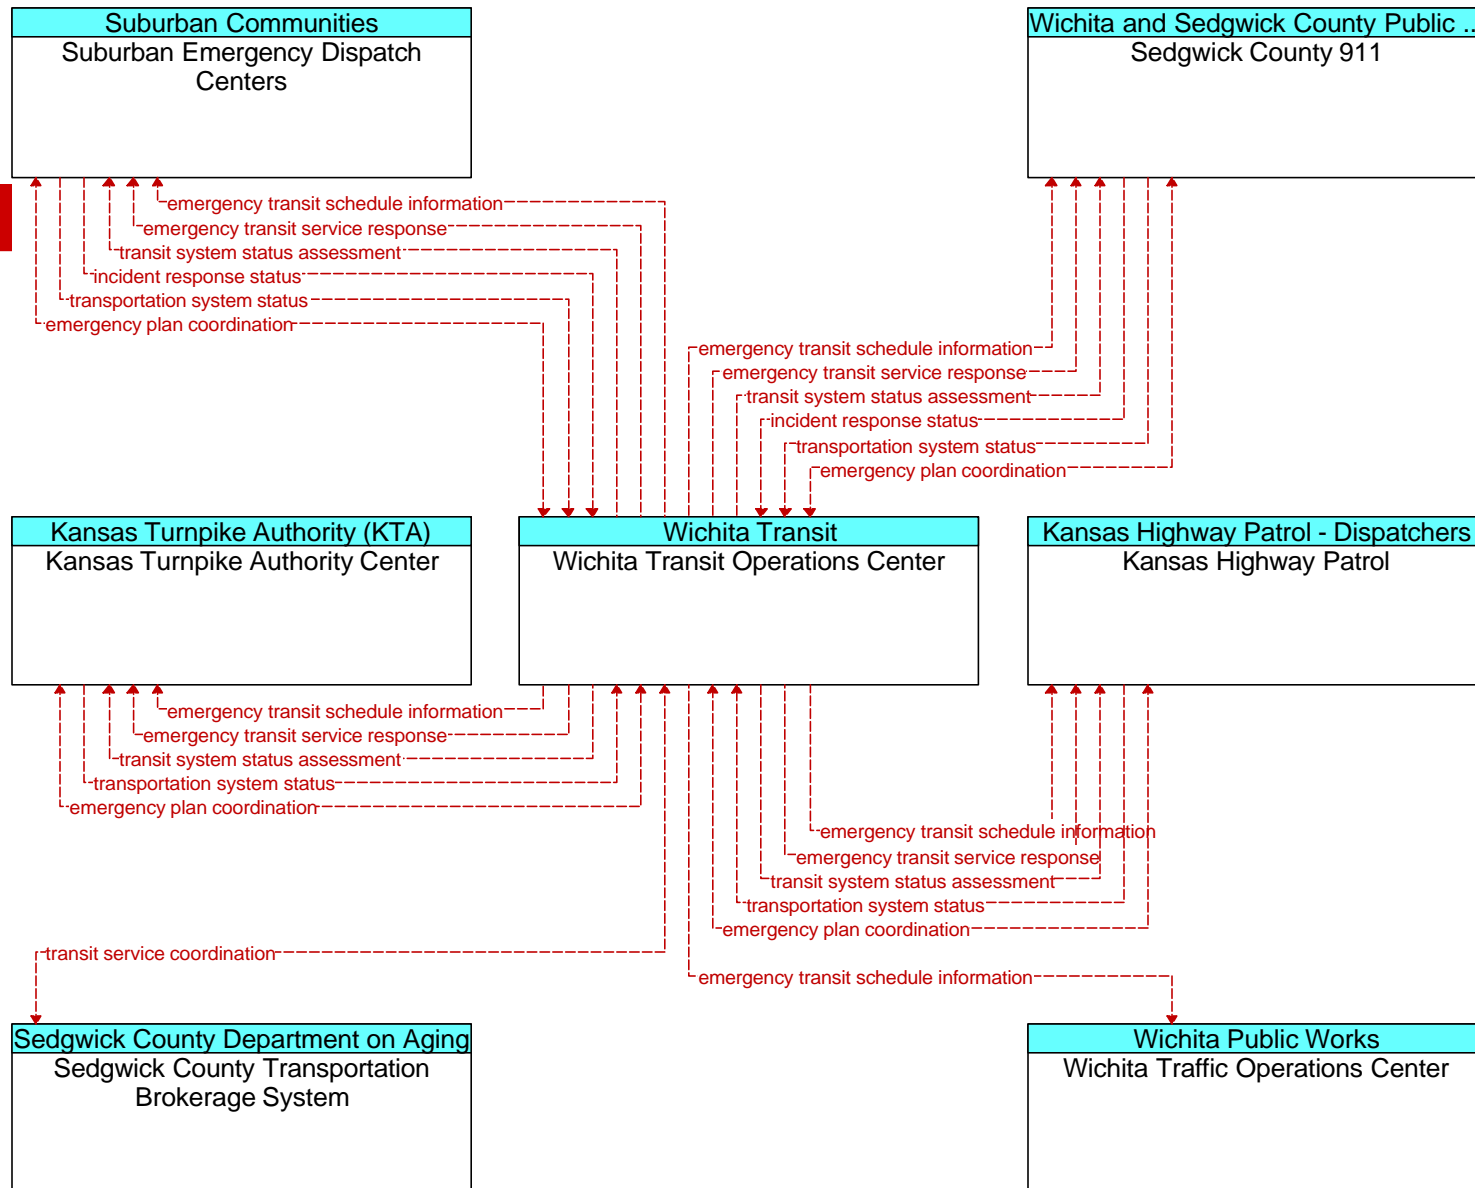 Suburban Communities
Suburban Emergency Dispatch
Centers
Wichita and Sedgwick County Public ..
Sedgwick County 911
emergency transit schedule information
emergency transit service response
transit system status assessment
incident response status
transportation system status
emergency plan coordination
emergency transit schedule information
emergency transit service response
transit system status assessment
incident response status
transportation system status
emergency plan coordination
Kansas Turnpike Authority (KTA)
Kansas Turnpike Authority Center
Wichita Transit
Wichita Transit Operations Center
Kansas Highway Patrol - Dispatchers
Kansas Highway Patrol
emergency transit schedule information
emergency transit service response
transit system status assessment
transportation system status
emergency plan coordination
emergency transit schedule information
emergency transit service response
transit system status assessment
transportation system status
emergency plan coordination
transit service coordination
emergency transit schedule information
Sedgwick County Department on Aging
Sedgwick County Transportation
Brokerage System
Wichita Public Works
Wichita Traffic Operations Center